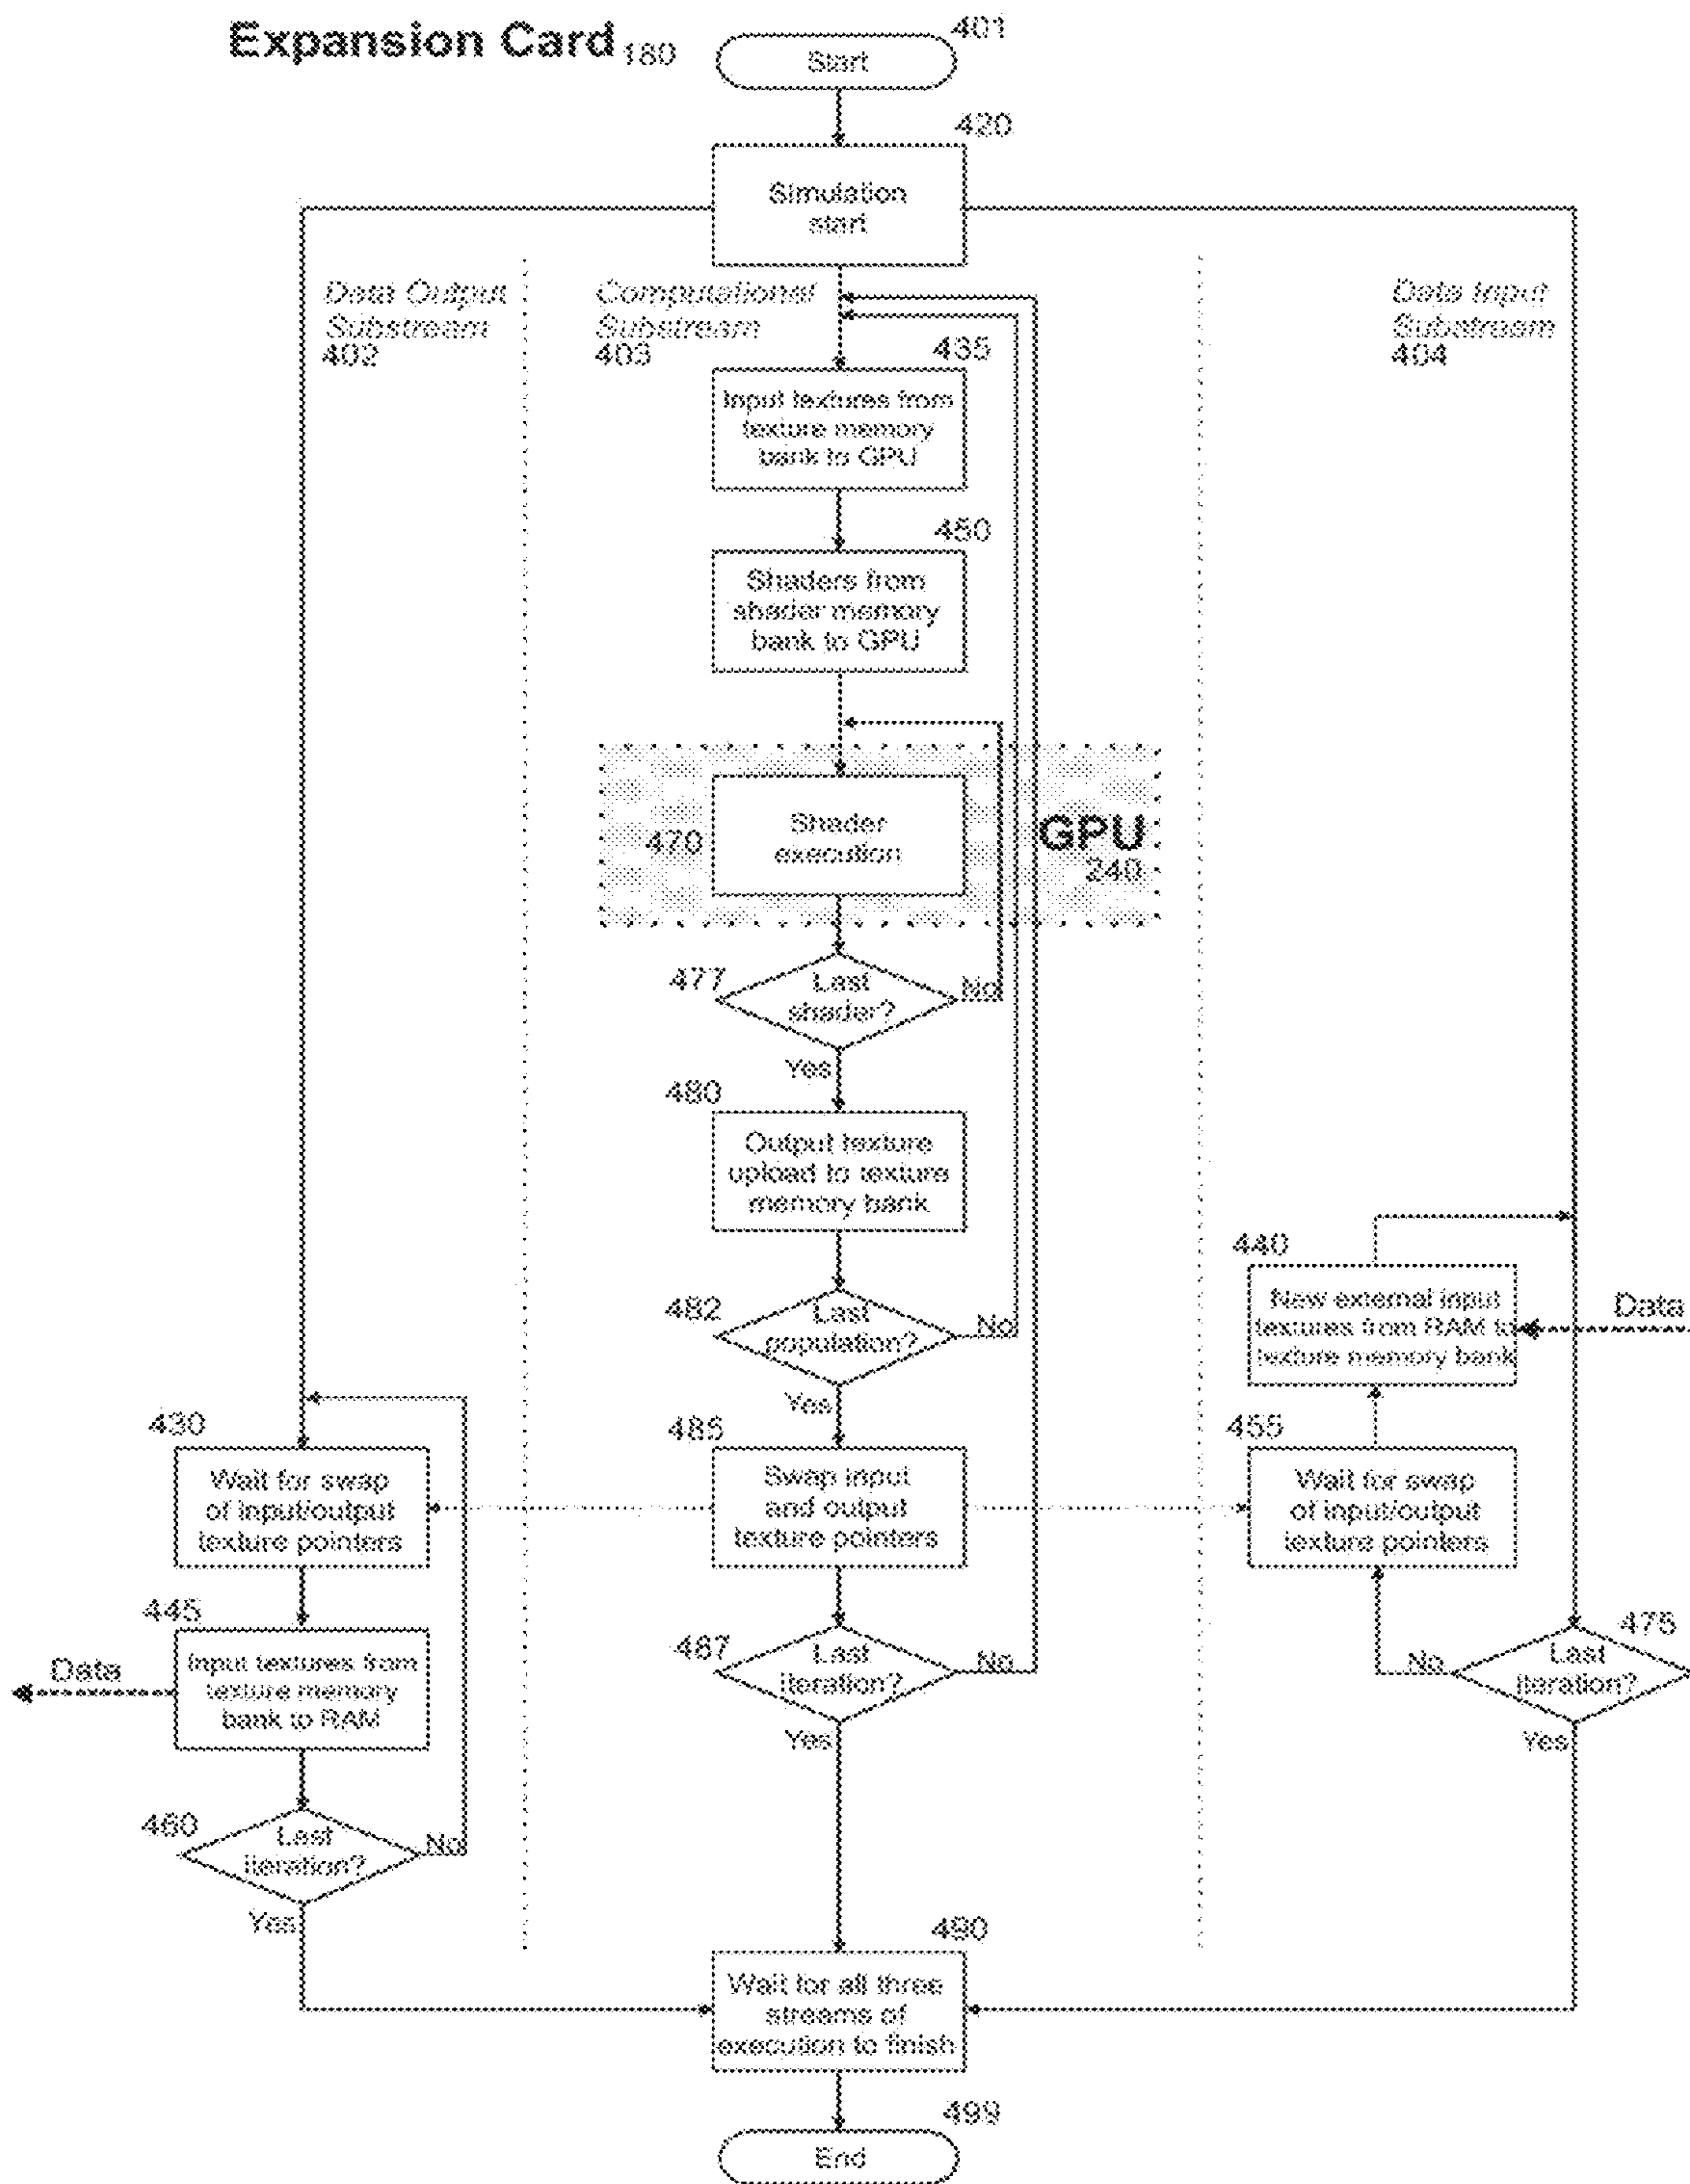 Expansion Card 180
401
Start
420
Simulation
start
Data Output
Substream
402
Computational
Substream
403
Data Input
Substream
404
435
Input textures from
texture memory
bank to GPU
450
Shaders from
shader memory
bank to GPU
470
Shader
execution
GPU
240
477
Last
shader?
No
Yes
480
Output texture
upload to texture
memory bank
440
New external input
textures from RAM to
texture memory bank
Data
482
Last
population?
No
Yes
430
Wait for swap
of input/output
texture pointers
485
Swap input
and output
texture pointers
455
Wait for swap
of input/output
texture pointers
445
Input textures from
texture memory
bank to RAM
Data
487
Last
iteration?
No
Yes
475
Last
iteration?
No
Yes
460
Last
iteration?
No
Yes
490
Wait for all three
streams of
execution to finish
499
End